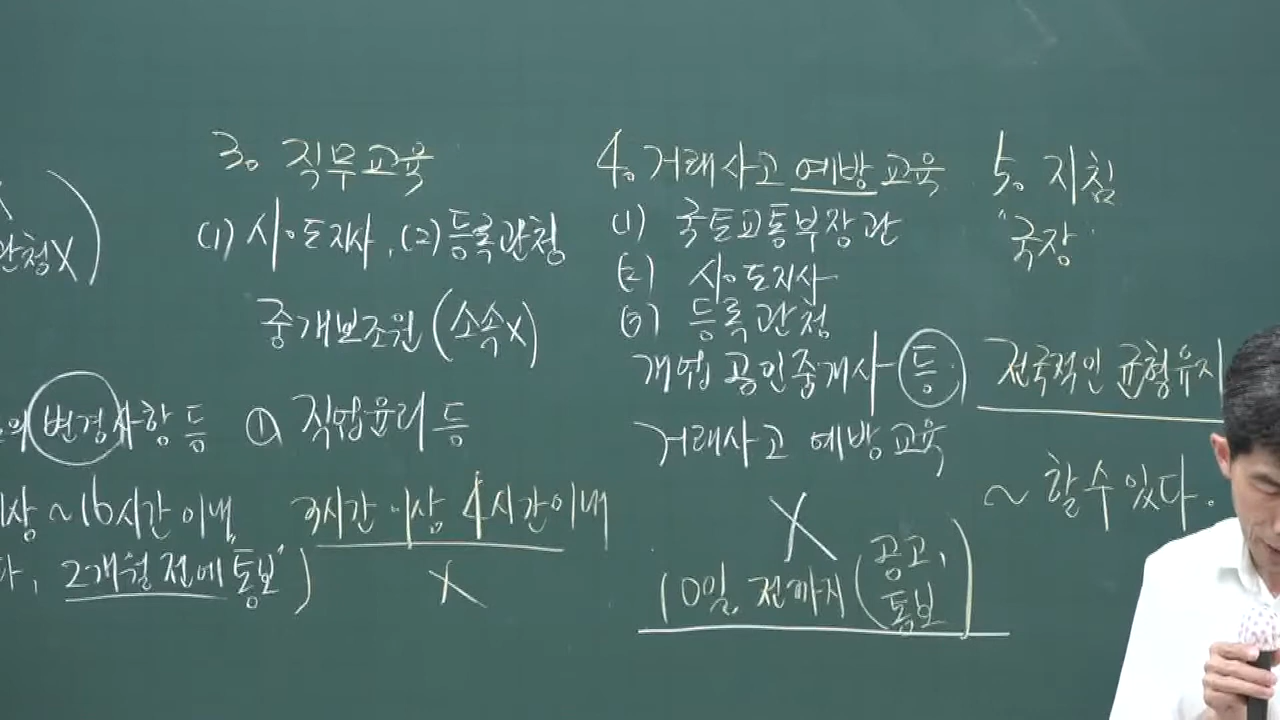 관청X)
변경사항 등
~16시간 이내,
2개월 전에 통보")
3. 직무교육
(1) 시·도지사, (2) 등록관청
중개보조원 (소속X)
① 직업윤리 등
3시간 이상 4시간 이내
X
4. 거래사고 예방교육
(1) 국토교통부장관
(2) 시·도지사
(3) 등록관청
개업 공인중개사 등
거래사고 예방 교육
X
10일 전까지 (공고, 통보)
5. 지침
"국장"
전국적인 균형유지
~ 할 수 있다.